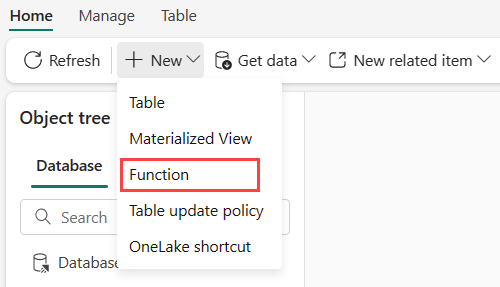 Home Manage Table
Refresh New Get data New related item
Object tree
Table
Materialized View
Database
Function
Search
Table update policy
OneLake shortcut
Database